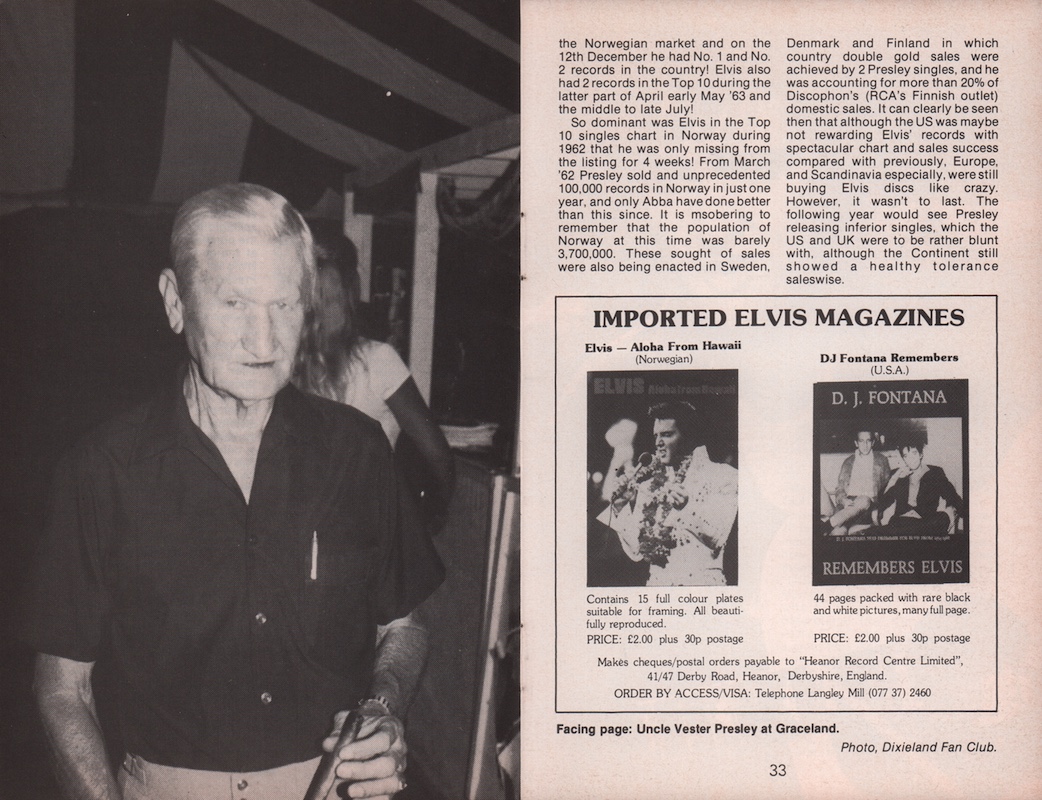 the Norwegian market and on the
12th December he had No. 1 and No.
2 records in the country! Elvis also
had 2 records in the Top 10 during the
latter part of April early May '63 and
the middle to late July!
So dominant was Elvis in the Top
10 singles chart in Norway during
1962 that he was only missing from
the listing for 4 weeks! From March
'62 Presley sold and unprecedented
100,000 records in Norway in just one
year, and only Abba have done better
than this since. It is msobering to
remember that the population of
Norway at this time was barely
3,700,000. These sought of sales
were also being enacted in Sweden,
Denmark and Finland in which
country double gold sales were
achieved by 2 Presley singles, and he
was accounting for more than 20% of
Discophon's (RCA's Finnish outlet)
domestic sales. It can clearly be seen
then that although the US was maybe
not rewarding Elvis' records with
spectacular chart and sales success
compared with previously, Europe,
and Scandinavia especially, were still
buying Elvis discs like crazy.
However, it wasn't to last. The
following year would see Presley
releasing inferior singles, which the
US and UK were to be rather blunt
with, although the Continent still
showed a healthy tolerance
saleswise.
IMPORTED ELVIS MAGAZINES
Elvis — Aloha From Hawaii
(Norwegian)
ELVIS Aloha from Hawaii
Contains 15 full colour plates
suitable for framing. All beauti-
fully reproduced.
PRICE: £2.00 plus 30p postage
DJ Fontana Remembers
(U.S.A.)
D. J. FONTANA
REMEMBERS ELVIS
44 pages packed with rare black
and white pictures, many full page.
PRICE: £2.00 plus 30p postage
Makes cheques/postal orders payable to "Heanor Record Centre Limited",
41/47 Derby Road, Heanor, Derbyshire, England.
ORDER BY ACCESS/VISA: Telephone Langley Mill (077 37) 2460
Facing page: Uncle Vester Presley at Graceland.
Photo, Dixieland Fan Club.
33